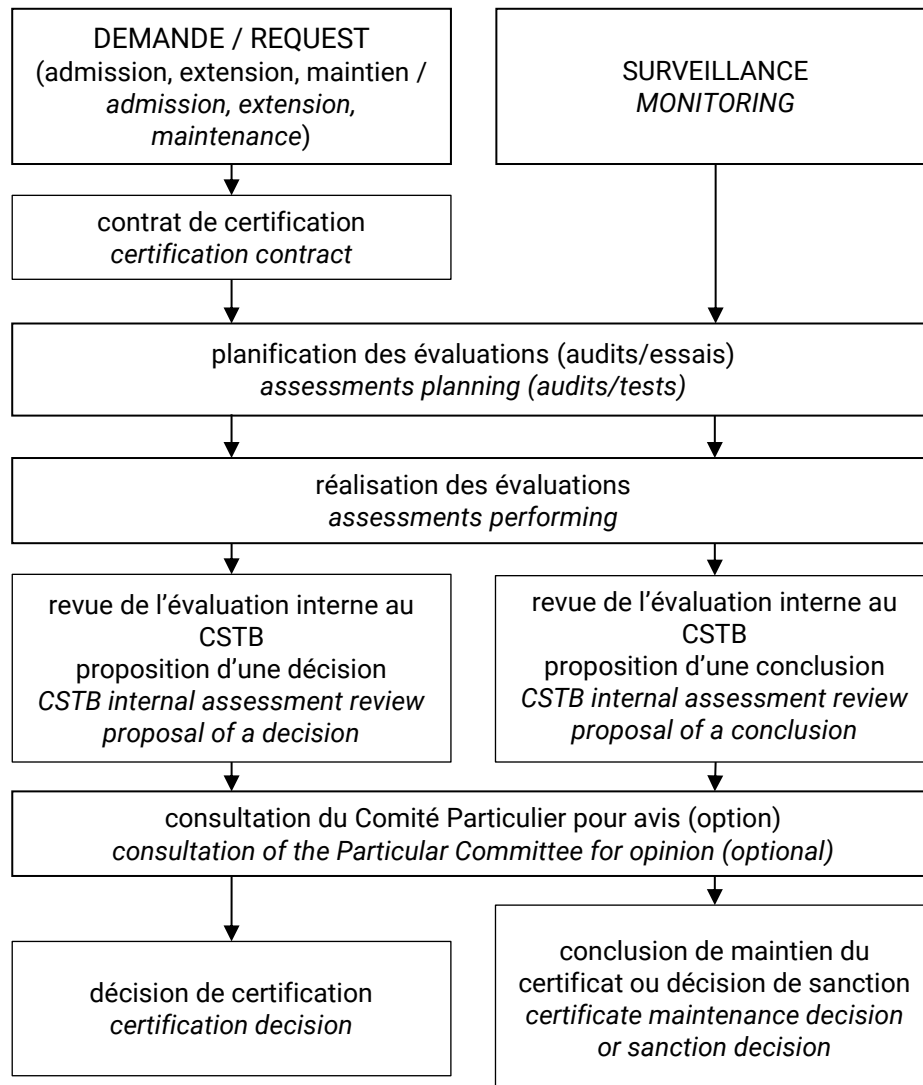 DEMANDE / REQUEST
(admission, extension, maintien /
admission, extension,
maintenance)
SURVEILLANCE
MONITORING
contrat de certification
certification contract
planification des évaluations (audits/essais)
assessments planning (audits/tests)
réalisation des évaluations
assessments performing
revue de l’évaluation interne au
CSTB
proposition d’une décision
CSTB internal assessment review
proposal of a decision
revue de l’évaluation interne au
CSTB
proposition d’une conclusion
CSTB internal assessment review
proposal of a conclusion
consultation du Comité Particulier pour avis (option)
consultation of the Particular Committee for opinion (optional)
décision de certification
certification decision
conclusion de maintien du
certificat ou décision de sanction
certificate maintenance decision
or sanction decision